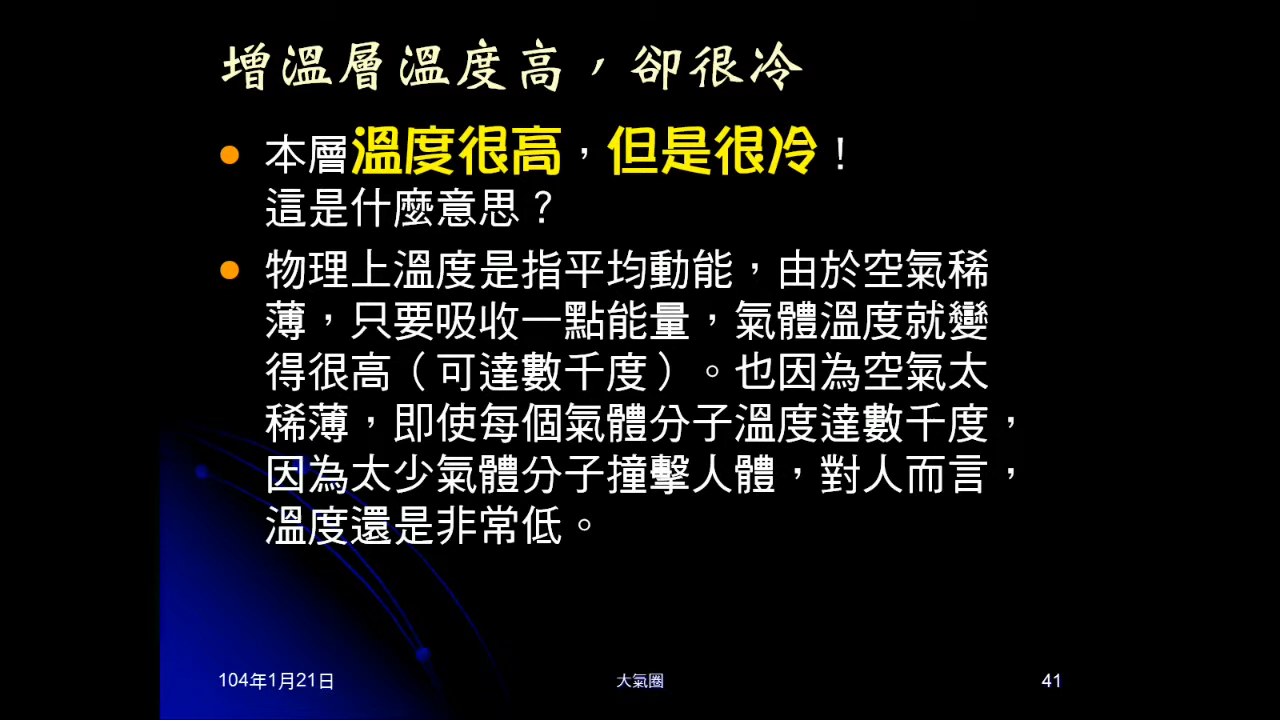 增溫層溫度高，卻很冷
本層溫度很高，但是很冷！
這是什麼意思？
物理上溫度是指平均動能，由於空氣稀
薄，只要吸收一點能量，氣體溫度就變
得很高（可達數千度）。也因為空氣太
稀薄，即使每個氣體分子溫度達數千度，
因為太少氣體分子撞擊人體，對人而言，
溫度還是非常低。
104年1月21日
大氣圈
41